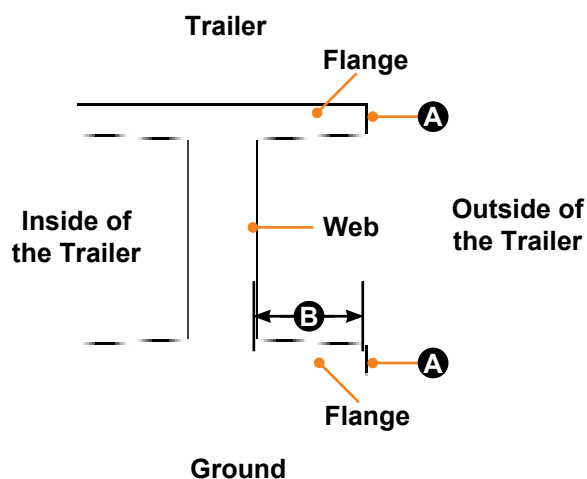 Trailer
Flange
A
Inside of
the Trailer
Web
Outside of
the Trailer
B
A
Flange
Ground